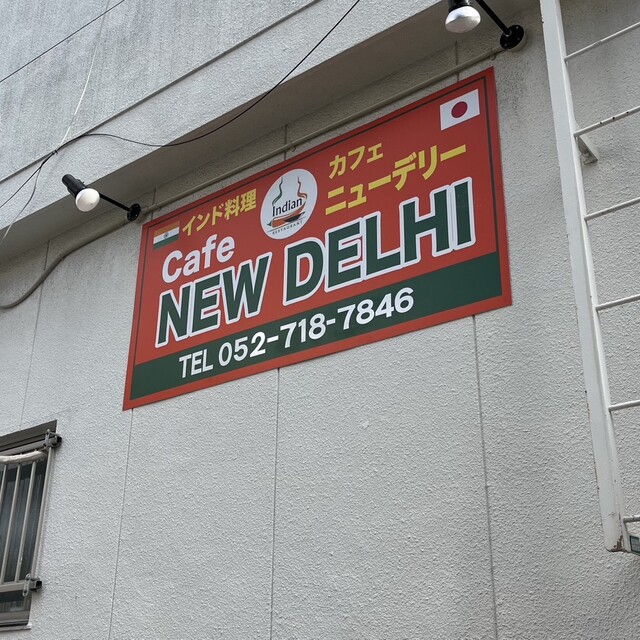 インド料理
Indian
RESTAURANT
カフェ
ニューデリー
Cafe
NEW DELHI
TEL 052-718-7846